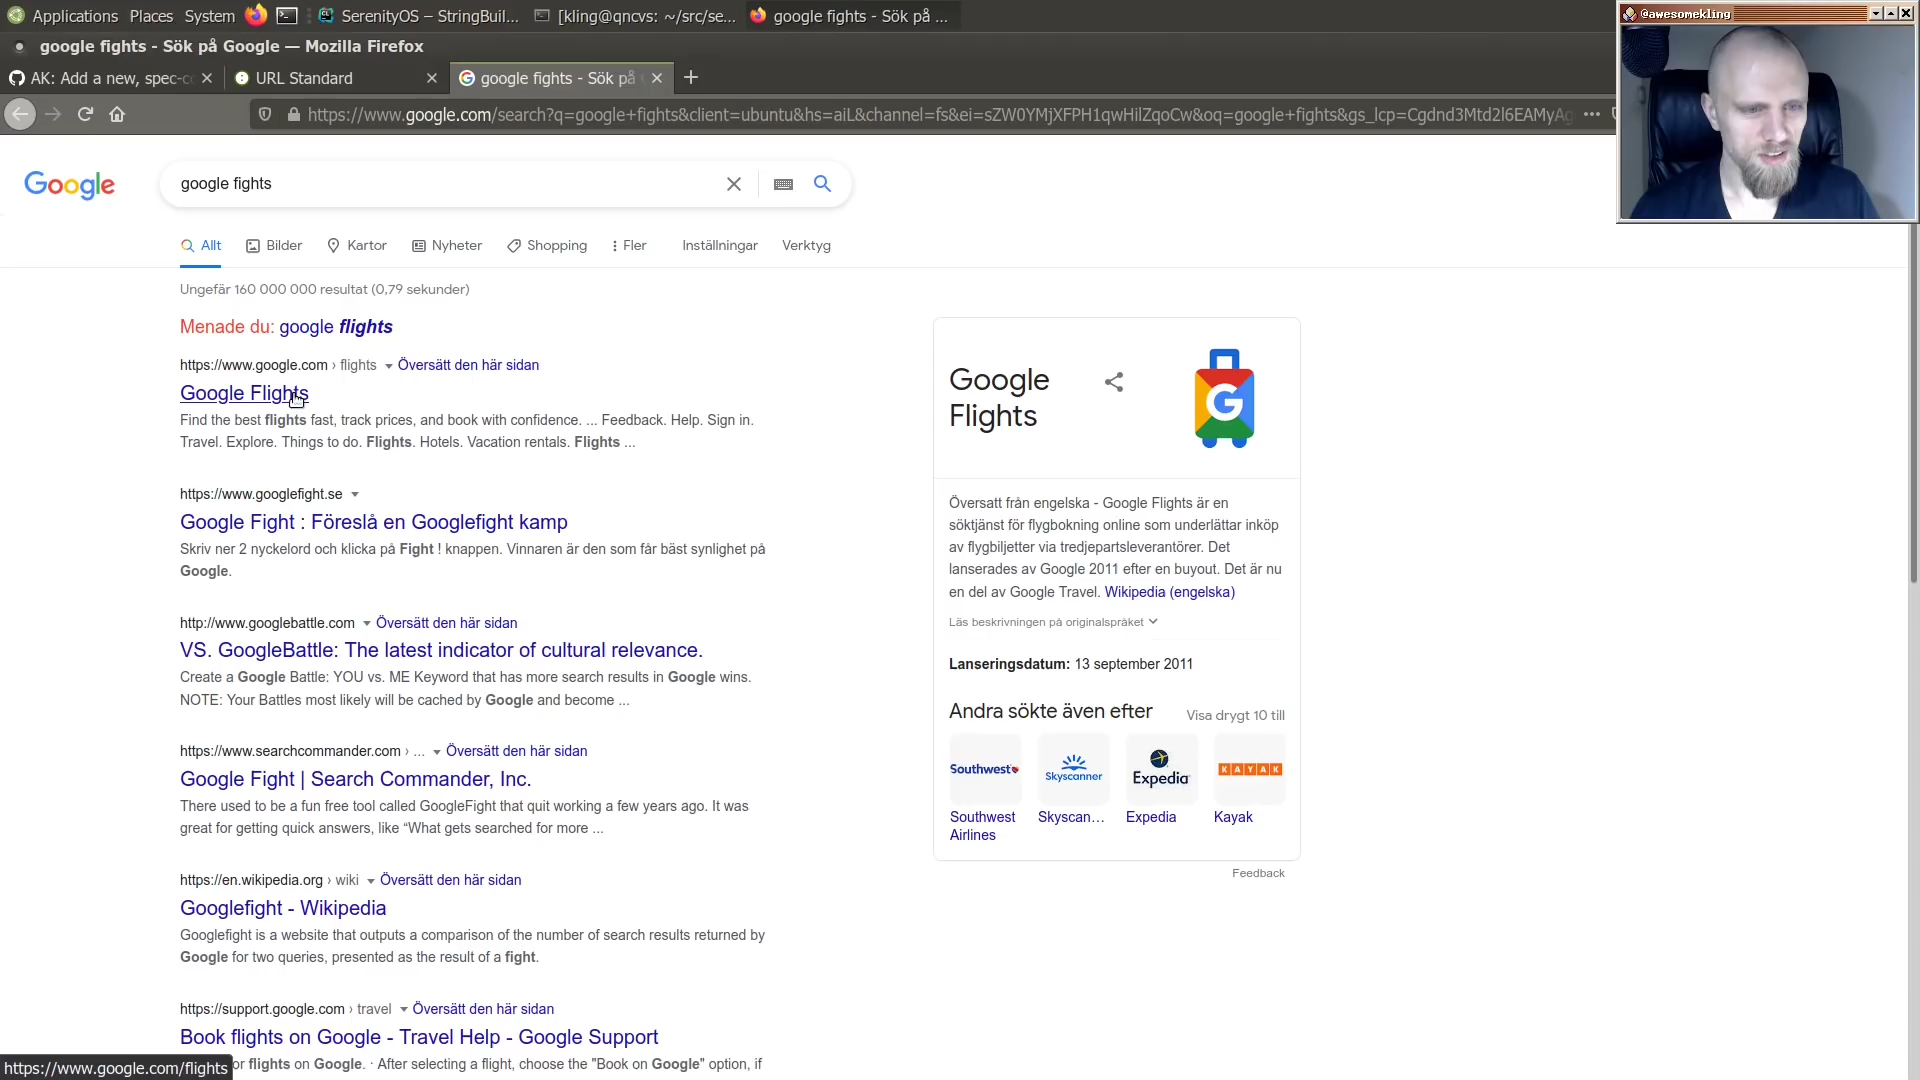 Applications Places System SerenityOS – StringBuil... [kling@qncvs: ~/src/se... google fights - Sök på ...
@awesomekling
google fights - Sök på Google — Mozilla Firefox
AK: Add a new, spec-co
URL Standard
google fights - Sök på
https://www.google.com/search?q=google+fights&client=ubuntu&hs=aiL&channel=fs&ei=sZW0YMjXFPH1qwHilZqoCw&oq=google+fights&gs_lcp=Cgdnd3Mtd2l6EAMyAg
Google
google fights
Allt Bilder Kartor Nyheter Shopping Fler Inställningar Verktyg
Ungefär 160 000 000 resultat (0,79 sekunder)
Menade du: google flights
https://www.google.com › flights Översätt den här sidan
Google Flights
Find the best flights fast, track prices, and book with confidence. ... Feedback. Help. Sign in.
Travel. Explore. Things to do. Flights. Hotels. Vacation rentals. Flights ...
https://www.googlefight.se
Google Fight : Föreslå en Googlefight kamp
Skriv ner 2 nyckelord och klicka på Fight ! knappen. Vinnaren är den som får bäst synlighet på
Google.
http://www.googlebattle.com Översätt den här sidan
VS. GoogleBattle: The latest indicator of cultural relevance.
Create a Google Battle: YOU vs. ME Keyword that has more search results in Google wins.
NOTE: Your Battles most likely will be cached by Google and become ...
https://www.searchcommander.com › ... Översätt den här sidan
Google Fight | Search Commander, Inc.
There used to be a fun free tool called GoogleFight that quit working a few years ago. It was
great for getting quick answers, like “What gets searched for more ...
https://en.wikipedia.org › wiki Översätt den här sidan
Googlefight - Wikipedia
Googlefight is a website that outputs a comparison of the number of search results returned by
Google for two queries, presented as the result of a fight.
https://support.google.com › travel Översätt den här sidan
Book flights on Google - Travel Help - Google Support
or flights on Google. · After selecting a flight, choose the "Book on Google" option, if
https://www.google.com/flights
Google
Flights
G
Översatt från engelska - Google Flights är en
söktjänst för flygbokning online som underlättar inköp
av flygbiljetter via tredjepartsleverantörer. Det
lanserades av Google 2011 efter en buyout. Det är nu
en del av Google Travel. Wikipedia (engelska)
Läs beskrivningen på originalspråket
Lanseringsdatum: 13 september 2011
Andra sökte även efter Visa drygt 10 till
Southwest Skyscanner Expedia KAYAK
Southwest Skyscan... Expedia Kayak
Airlines
Feedback